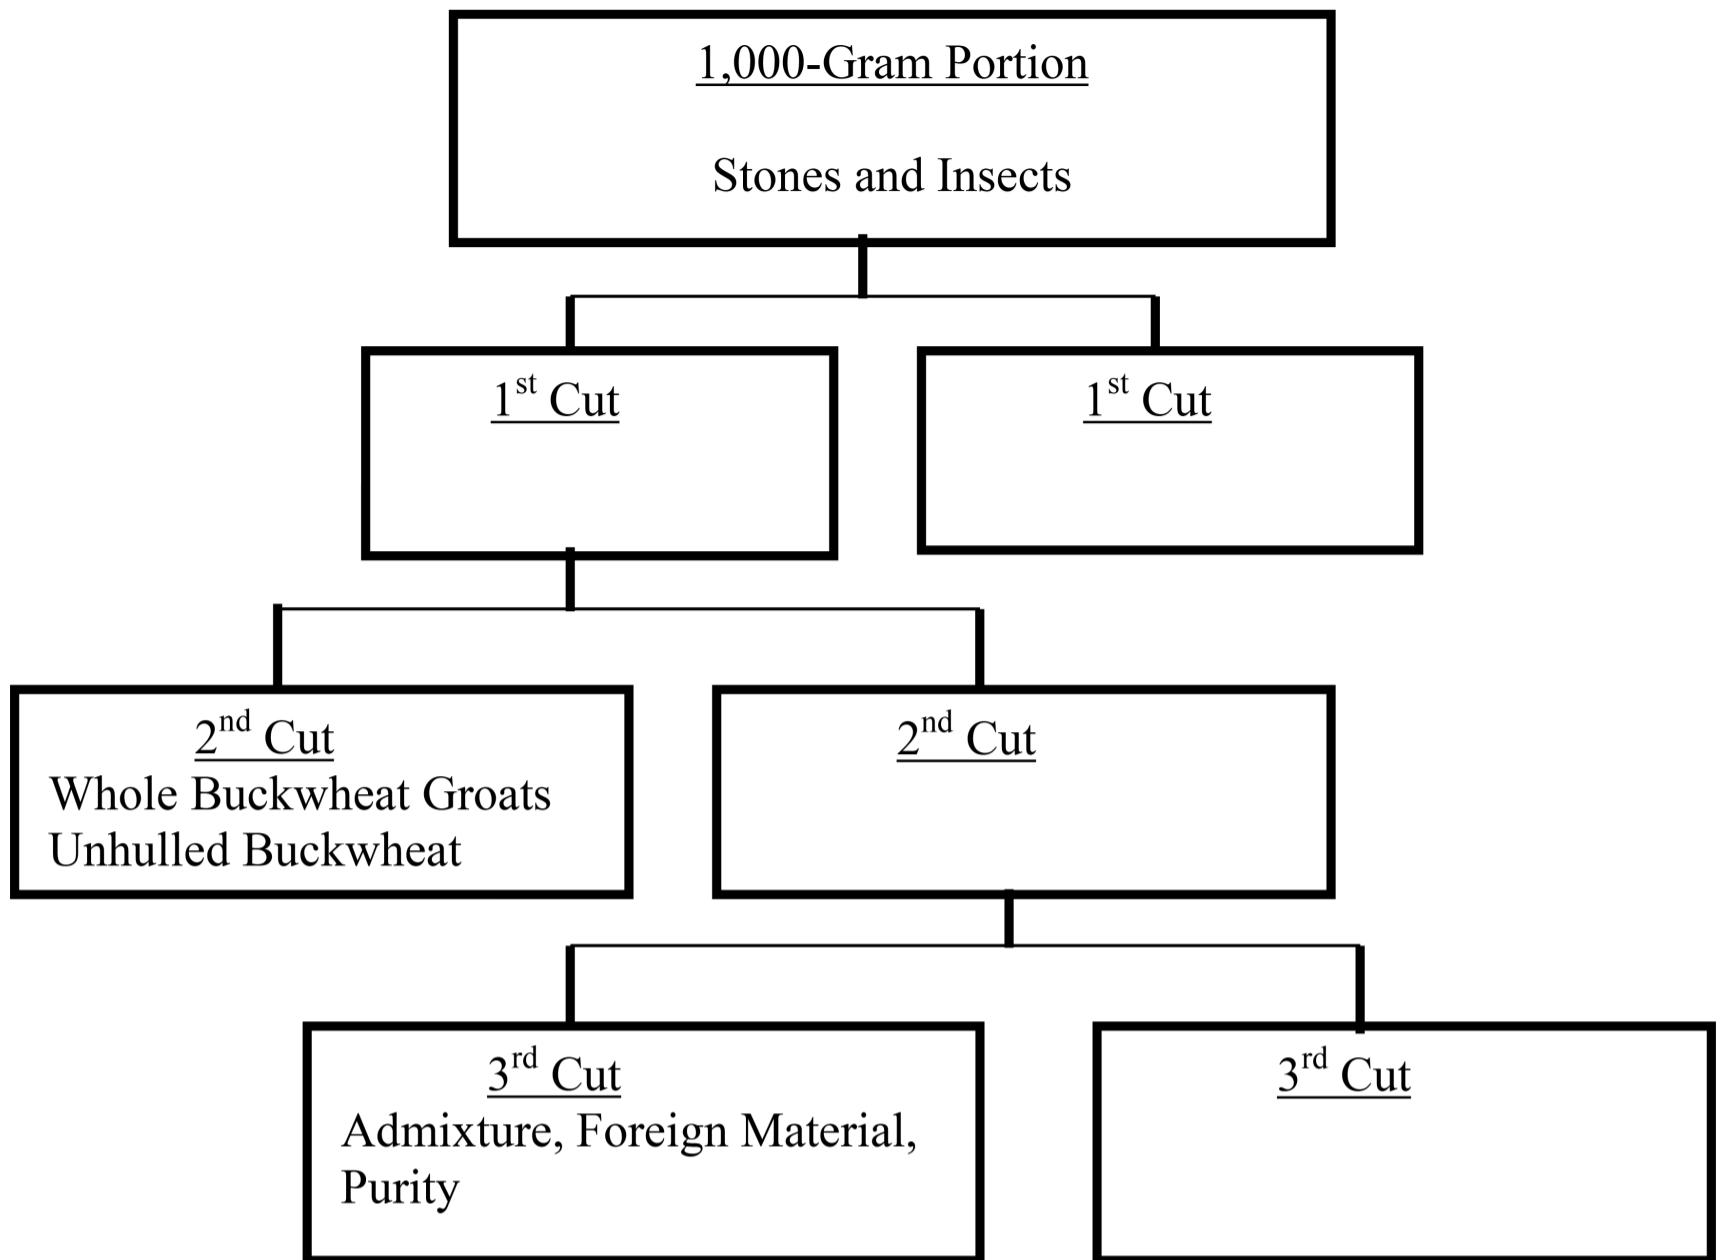 1,000-Gram Portion
Stones and Insects
1st Cut
1st Cut
2nd Cut
Whole Buckwheat Groats
Unhulled Buckwheat
2nd Cut
3rd Cut
Admixture, Foreign Material,
Purity
3rd Cut